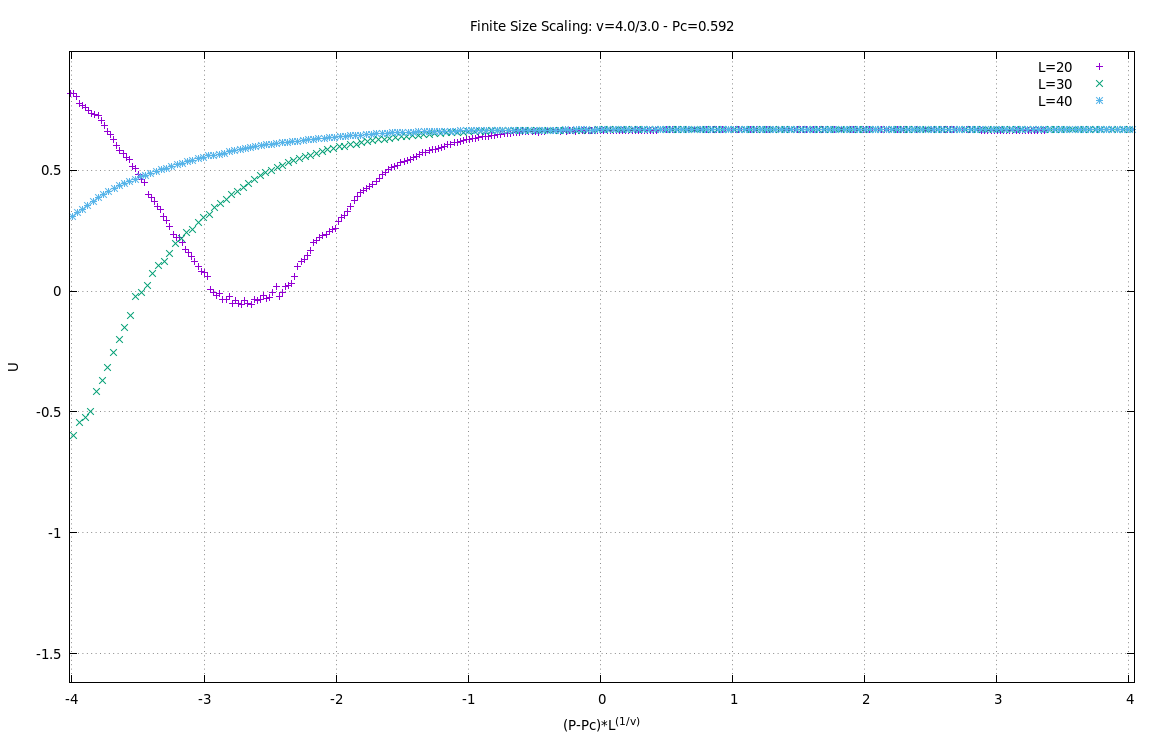 Finite Size Scaling: v=4.0/3.0 - Pc=0.592
L=20
L=30
L=40
0.5
0
-0.5
-1
-1.5
U
-4 -3 -2 -1 0 1 2 3 4
(P-Pc)*L^(1/v)